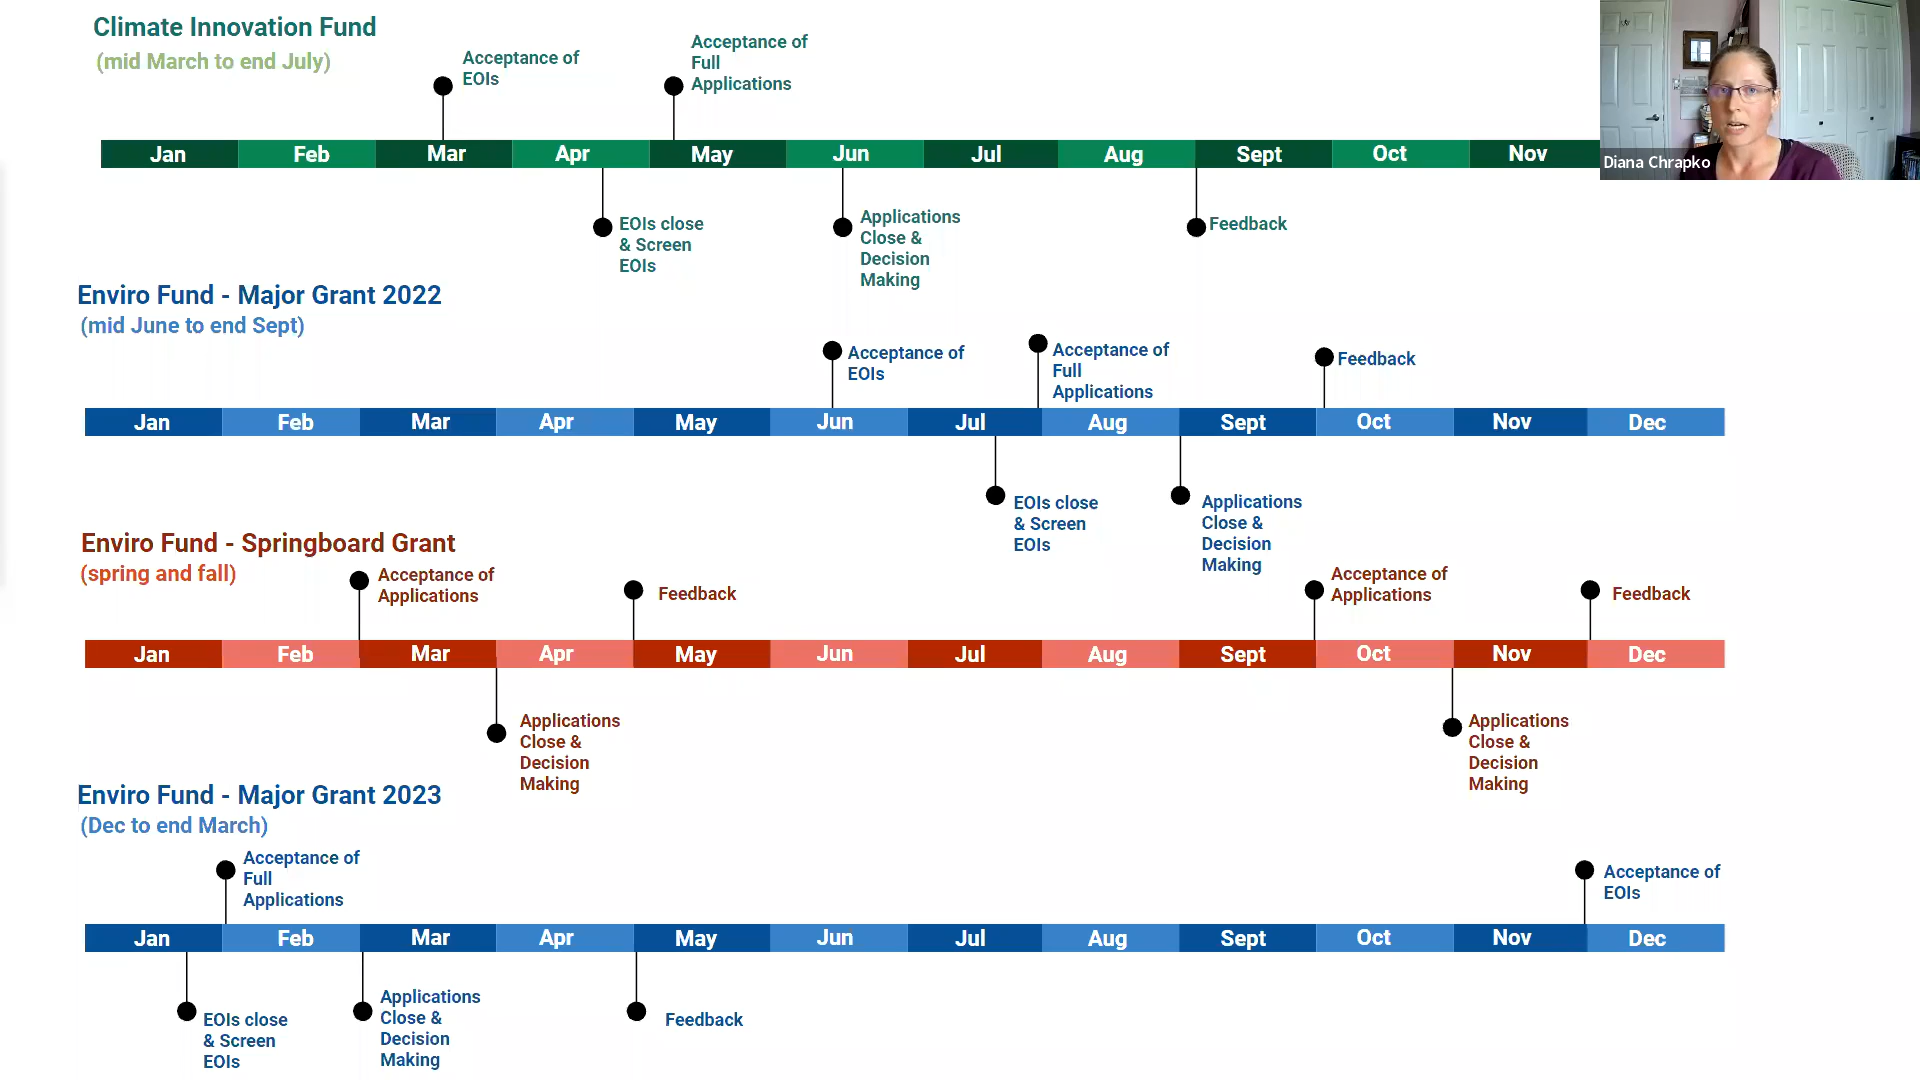 Climate Innovation Fund
(mid March to end July)
Acceptance of
EOIs
Acceptance of
Full
Applications
Jan Feb Mar Apr May Jun Jul Aug Sept Oct Nov
Diana Chrapko
EOIs close
& Screen
EOIs
Applications
Close &
Decision
Making
Feedback
Enviro Fund - Major Grant 2022
(mid June to end Sept)
Acceptance of
EOIs
Acceptance of
Full
Applications
Feedback
Jan Feb Mar Apr May Jun Jul Aug Sept Oct Nov Dec
EOIs close
& Screen
EOIs
Applications
Close &
Decision
Making
Enviro Fund - Springboard Grant
(spring and fall)
Acceptance of
Applications
Feedback
Acceptance of
Applications
Feedback
Jan Feb Mar Apr May Jun Jul Aug Sept Oct Nov Dec
Applications
Close &
Decision
Making
Applications
Close &
Decision
Making
Enviro Fund - Major Grant 2023
(Dec to end March)
Acceptance of
Full
Applications
Acceptance of
EOIs
Jan Feb Mar Apr May Jun Jul Aug Sept Oct Nov Dec
EOIs close
& Screen
EOIs
Applications
Close &
Decision
Making
Feedback